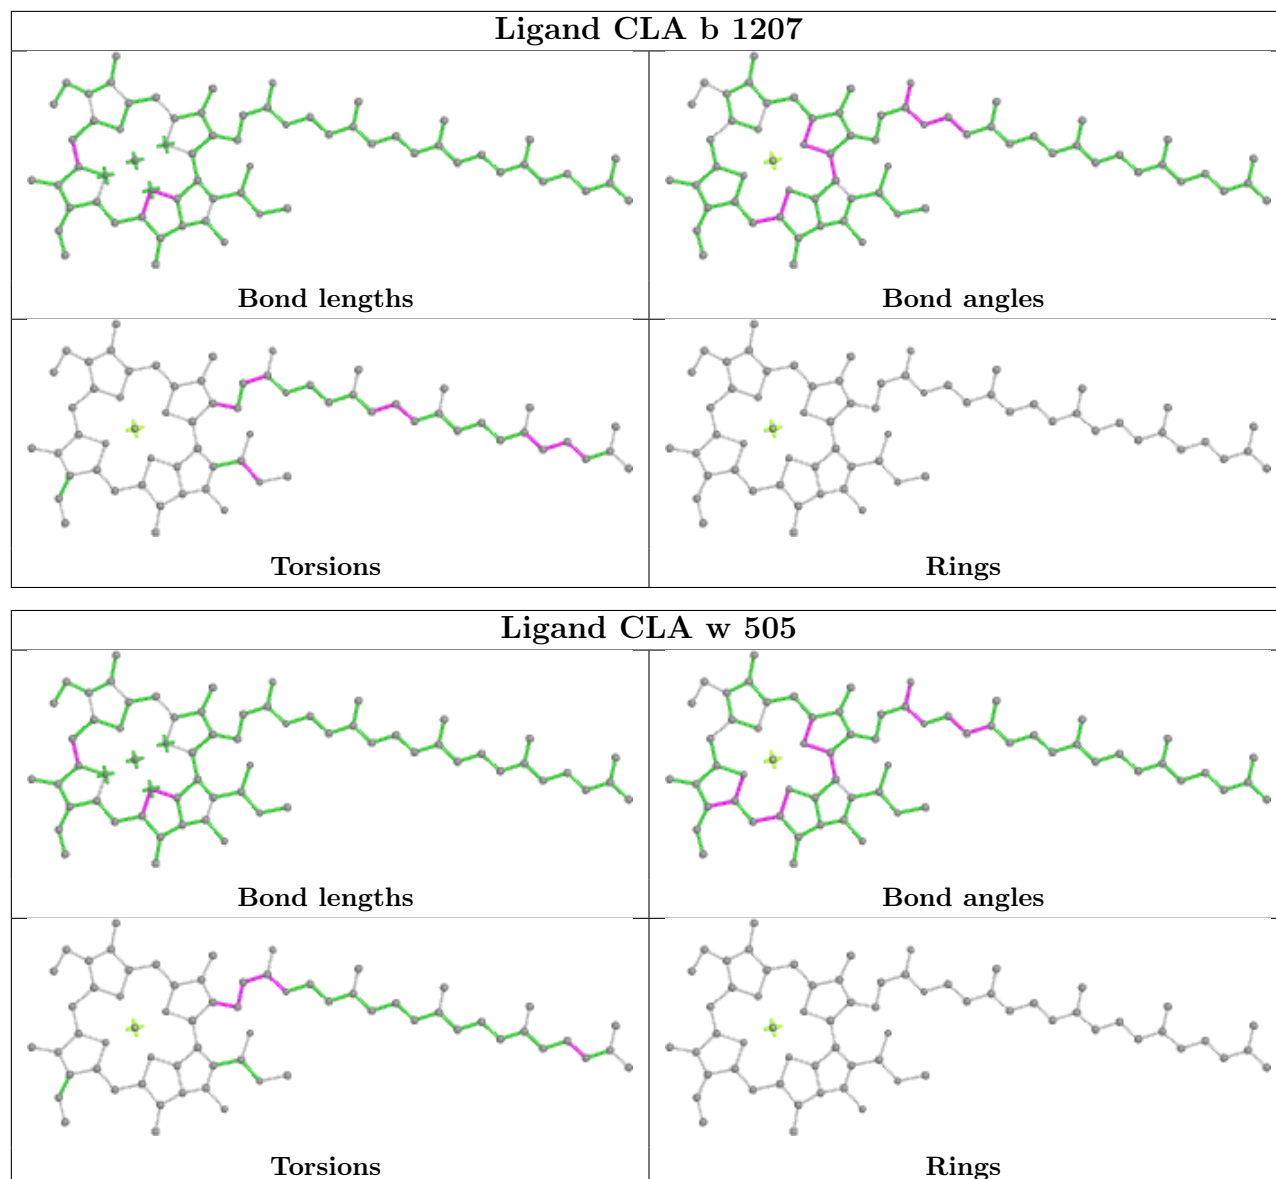 Ligand CLA b 1207
Bond lengths
Bond angles
Torsions
Rings
Ligand CLA w 505
Bond lengths
Bond angles
Torsions
Rings